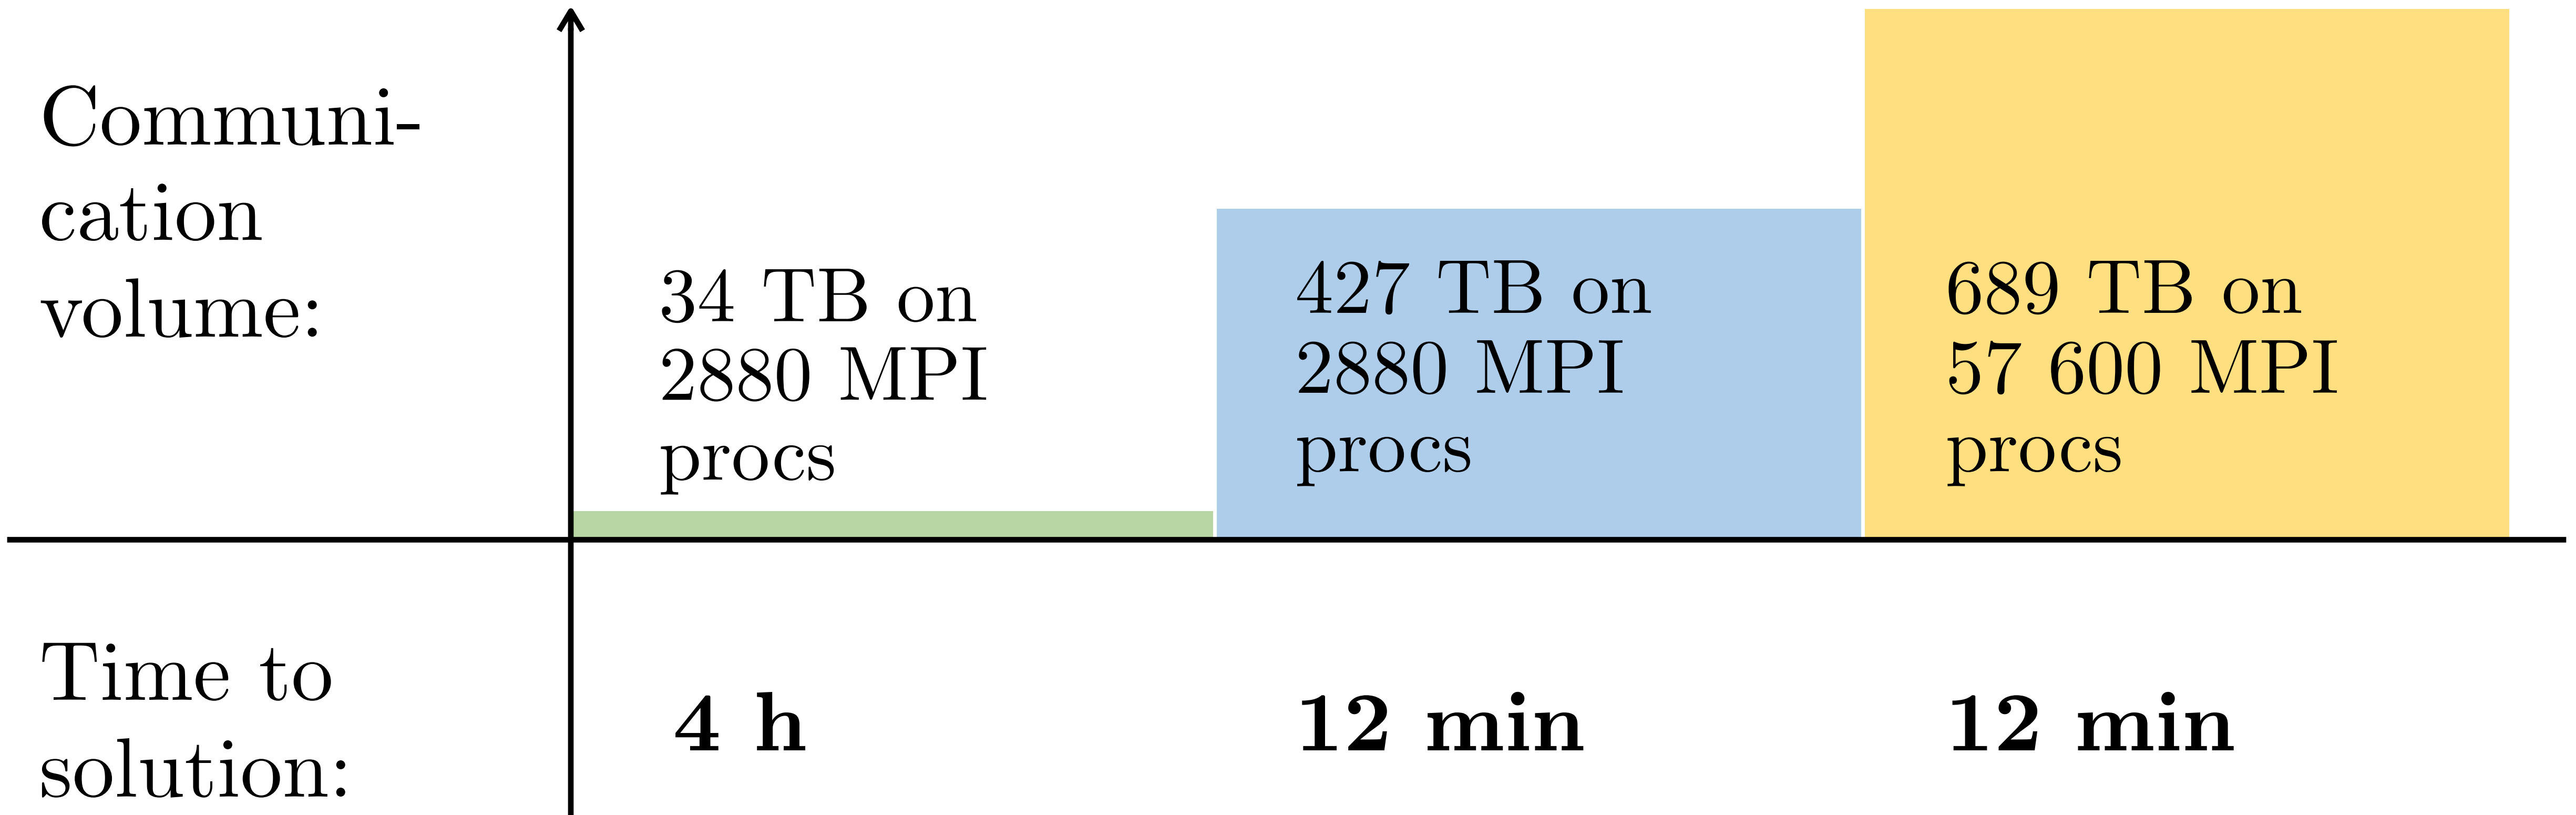 Communi-
cation
volume:
34 TB on
2880 MPI
procs
427 TB on
2880 MPI
procs
689 TB on
57 600 MPI
procs
Time to
solution:
4 h
12 min
12 min